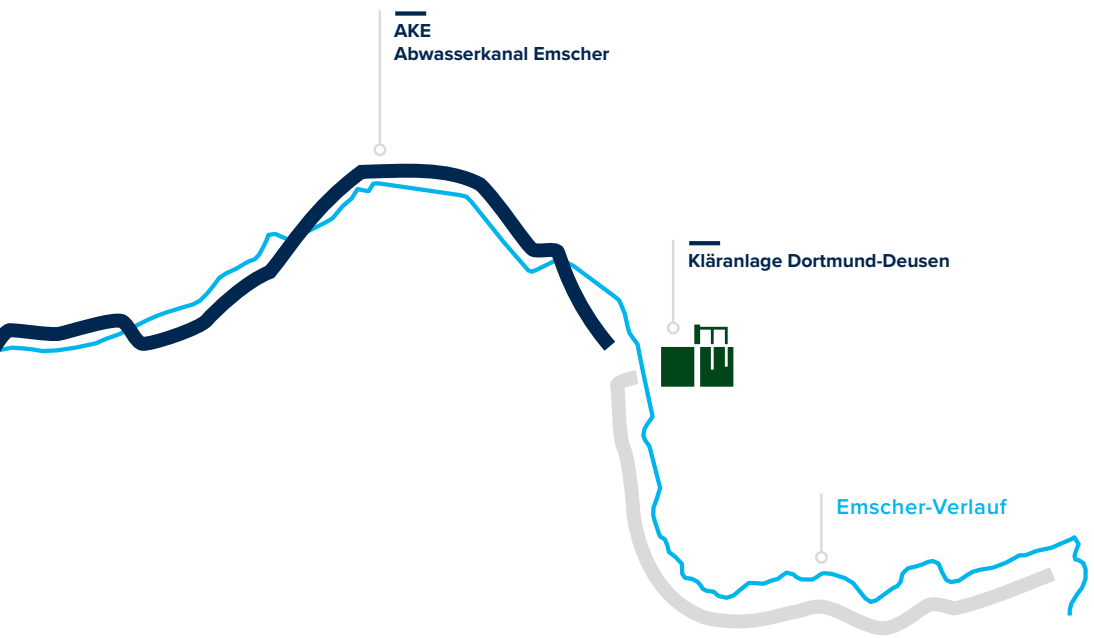 AKE
Abwasserkanal Emscher
Kläranlage Dortmund-Deusen
Emscher-Verlauf